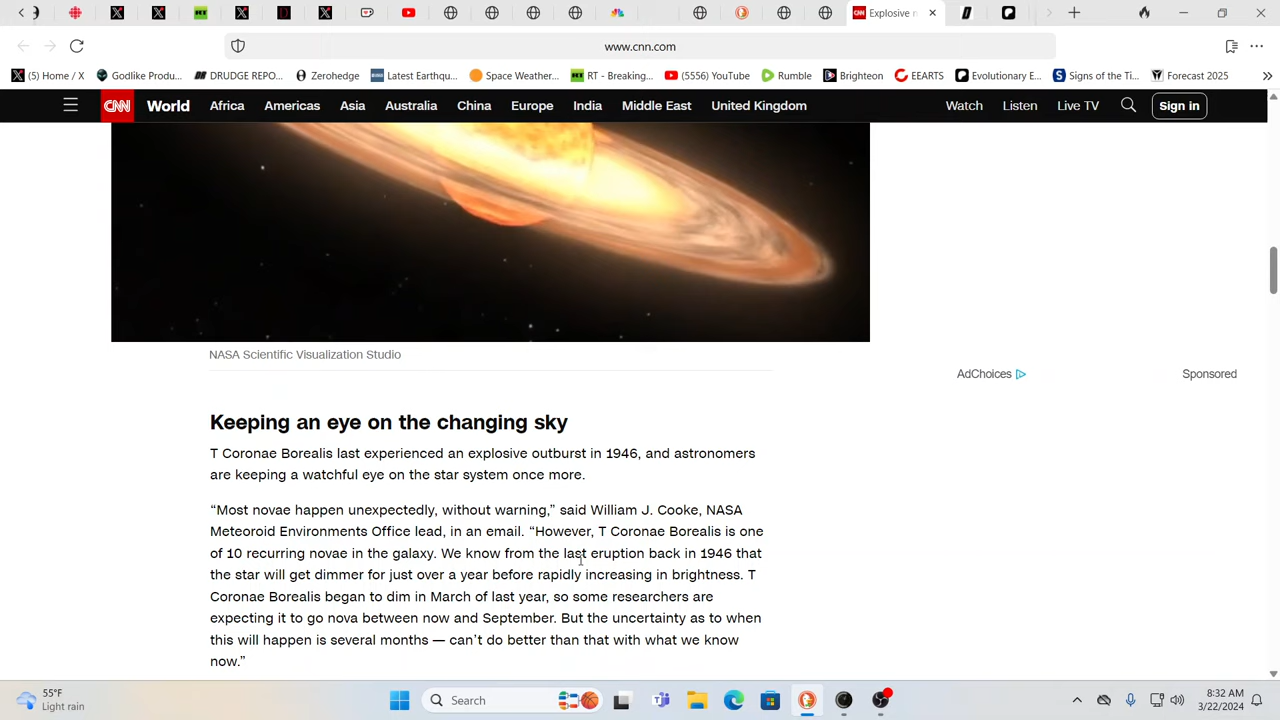 Explosive n
www.cnn.com
(5) Home / X
Godlike Produ...
DRUDGE REPO...
Zerohedge
Latest Earthqu...
Space Weather...
RT - Breaking...
(5556) YouTube
Rumble
Brighteon
EEARTS
Evolutionary E...
Signs of the Ti...
Forecast 2025
CNN World Africa Americas Asia Australia China Europe India Middle East United Kingdom Watch Listen Live TV Sign in
NASA Scientific Visualization Studio
AdChoices Sponsored
Keeping an eye on the changing sky
T Coronae Borealis last experienced an explosive outburst in 1946, and astronomers
are keeping a watchful eye on the star system once more.
“Most novae happen unexpectedly, without warning,” said William J. Cooke, NASA
Meteoroid Environments Office lead, in an email. “However, T Coronae Borealis is one
of 10 recurring novae in the galaxy. We know from the last eruption back in 1946 that
the star will get dimmer for just over a year before rapidly increasing in brightness. T
Coronae Borealis began to dim in March of last year, so some researchers are
expecting it to go nova between now and September. But the uncertainty as to when
this will happen is several months — can’t do better than that with what we know
now.”
55°F
Light rain
Search
8:32 AM
3/22/2024